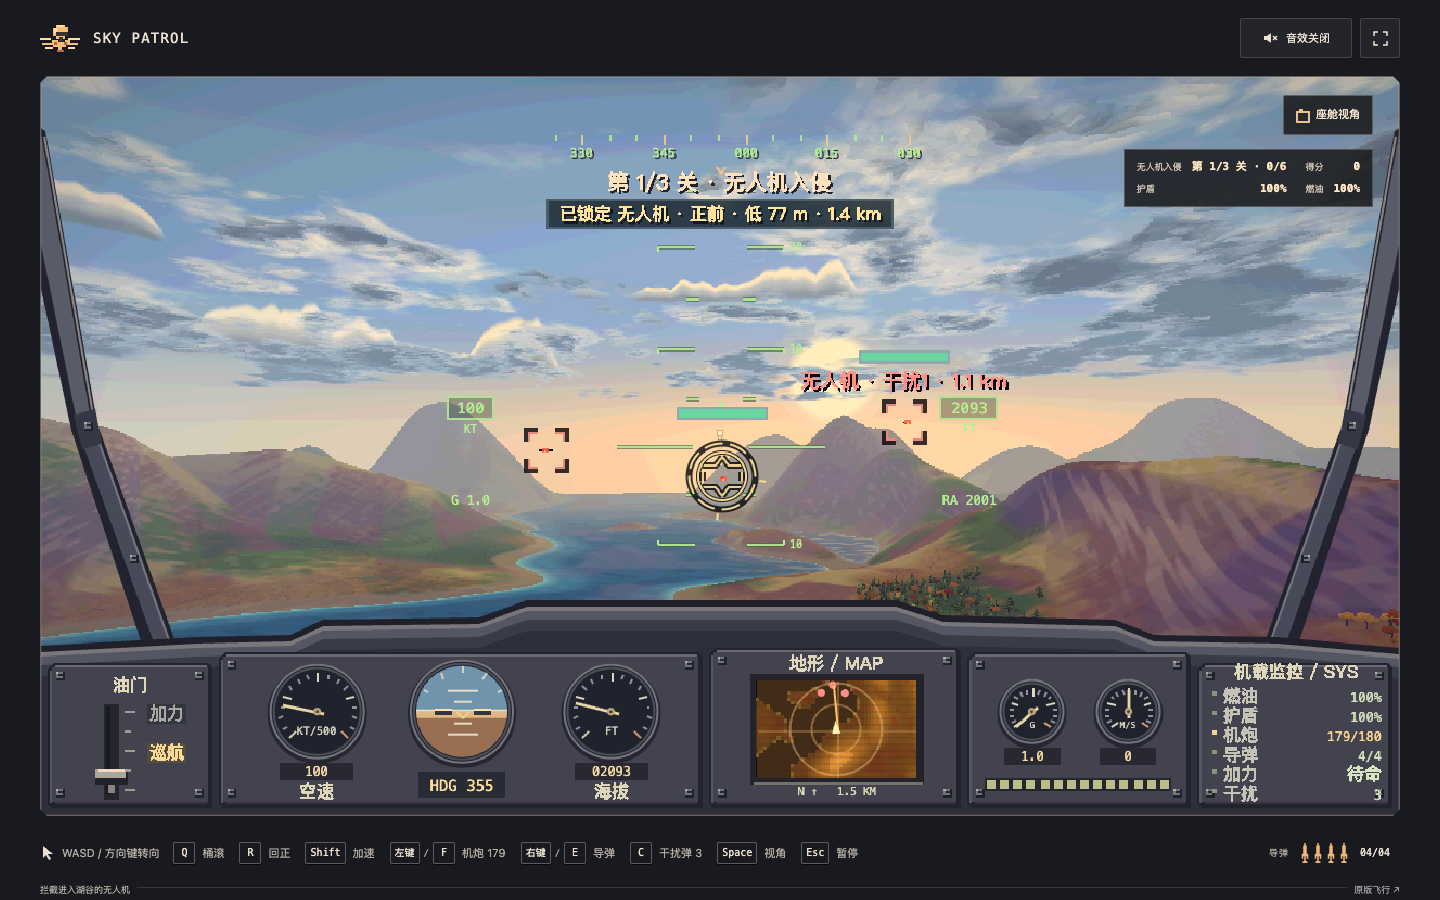 SKY PATROL
音效关闭
座舱视角
330 345 000 015 030
第 1/3 关 · 无人机入侵
已锁定 无人机 · 正前 · 低 77 m · 1.4 km
无人机入侵 第 1/3 关 · 0/6 得分 0
护盾 100% 燃油 100%
无人机 · 干扰1 · 1.1 km
100
KT
2093
FT
G 1.0
RA 2001
10
油门
加力
巡航
KT/500
100
空速
HDG 355
FT
02093
海拔
地形 / MAP
N ↑ 1.5 KM
G
1.0
M/S
0
机载监控 / SYS
燃油 100%
护盾 100%
机炮 179/180
导弹 4/4
加力 待命
干扰 3
WASD / 方向键转向 Q 桶滚 R 回正 Shift 加速 左键 / F 机炮 179 右键 / E 导弹 C 干扰弹 3 Space 视角 Esc 暂停
导弹 04/04
拦截进入湖谷的无人机
原版飞行 ↗